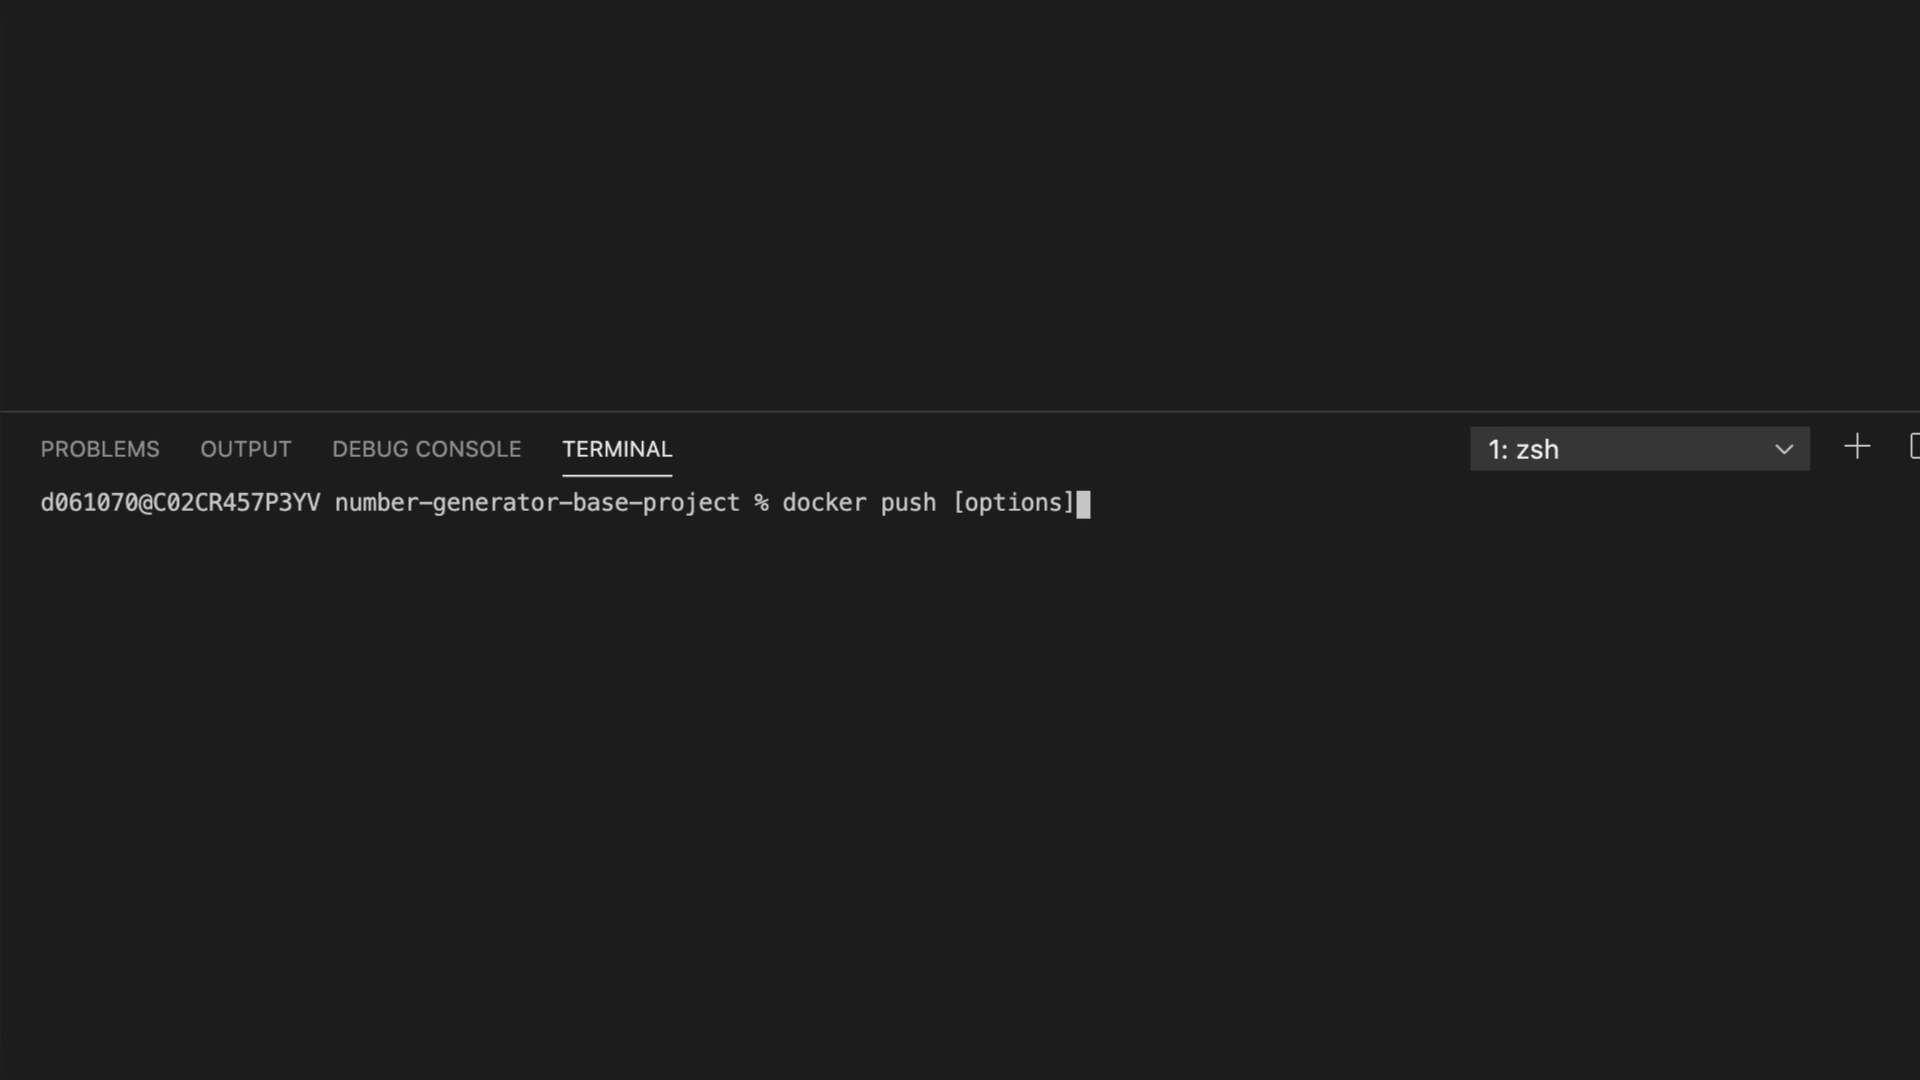 PROBLEMS OUTPUT DEBUG CONSOLE TERMINAL 1: zsh
d061070@C02CR457P3YV number-generator-base-project % docker push [options]